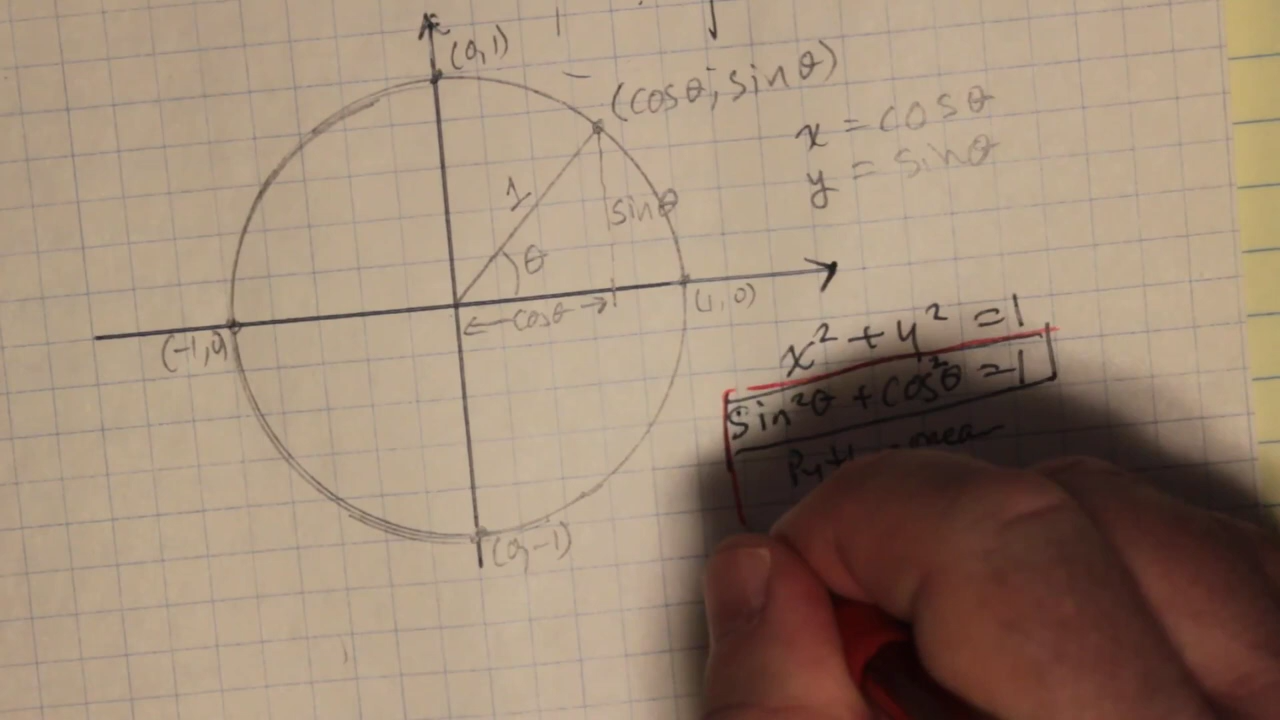 (0,1)
(cosθ, sinθ)
x = cosθ
y = sinθ
1
sinθ
θ
←cosθ→
(1,0)
(-1,0)
x² + y² = 1
sin²θ + cos²θ = 1
(0,-1)